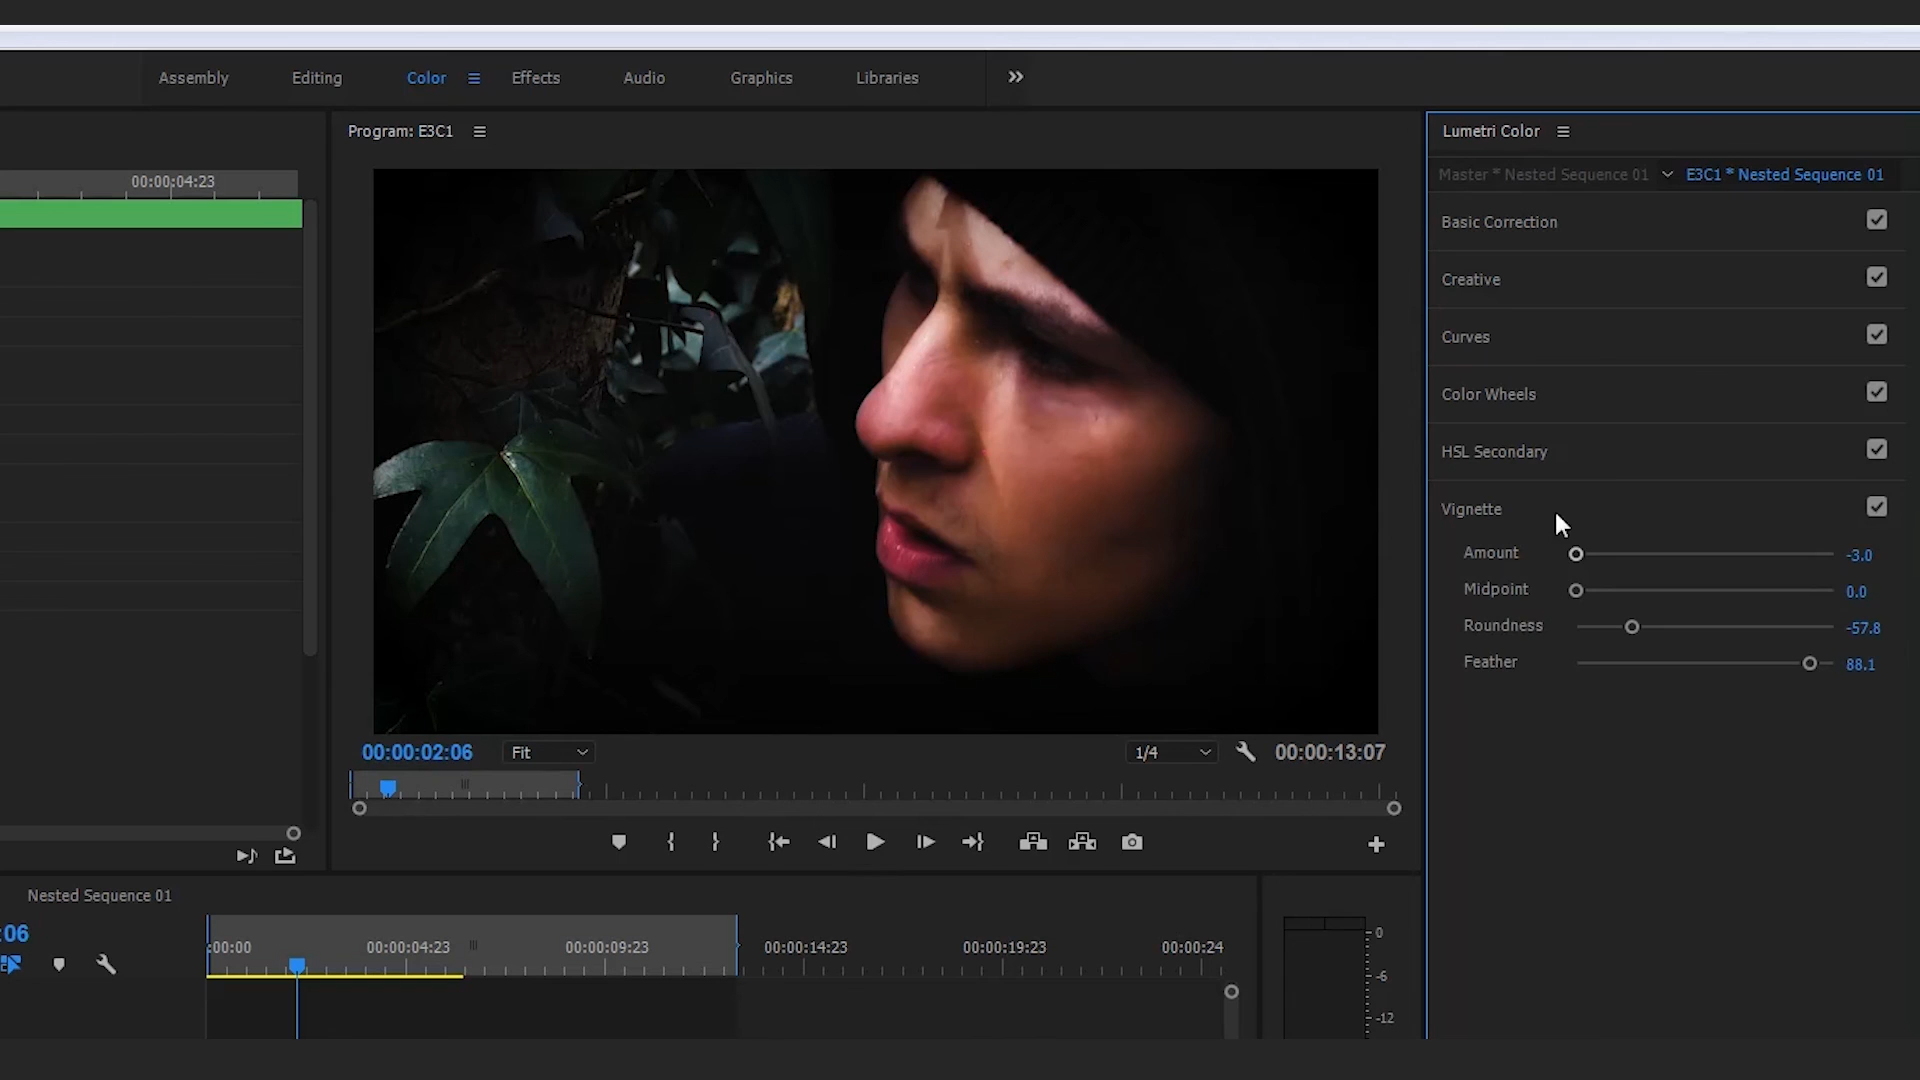 Assembly Editing Color Effects Audio Graphics Libraries
Program: E3C1
Lumetri Color
Master * Nested Sequence 01 E3C1 * Nested Sequence 01
00:00:04:23
Basic Correction
Creative
Curves
Color Wheels
HSL Secondary
Vignette
Amount -3.0
Midpoint 0.0
Roundness -57.8
Feather 88.1
00:00:02:06 Fit 1/4 00:00:13:07
Nested Sequence 01
:06
:00:00 00:00:04:23 00:00:09:23 00:00:14:23 00:00:19:23 00:00:24
0
-6
-12